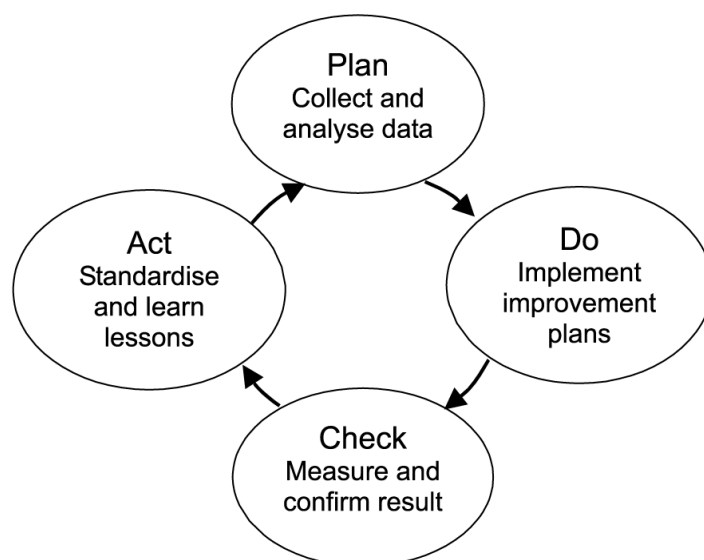 Plan
Collect and
analyse data
Do
Implement
improvement
plans
Check
Measure and
confirm result
Act
Standardise
and learn
lessons